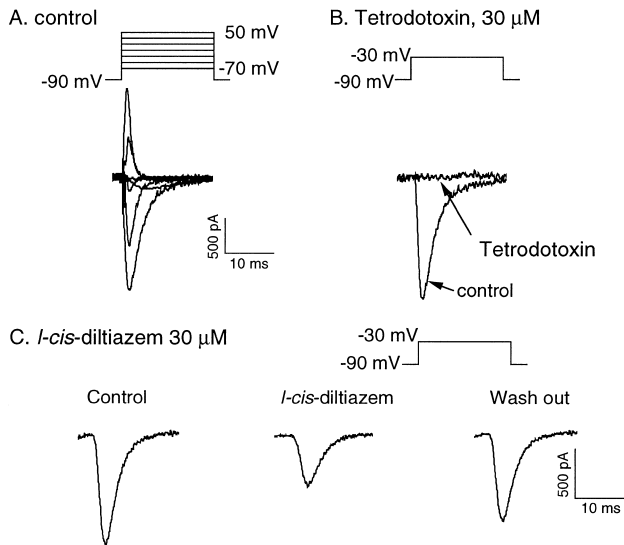 A. control
50 mV
-70 mV
-90 mV
500 pA
10 ms
B. Tetrodotoxin, 30 μM
-30 mV
-90 mV
Tetrodotoxin
control
C. l-cis-diltiazem 30 μM
-30 mV
-90 mV
Control
l-cis-diltiazem
Wash out
500 pA
10 ms